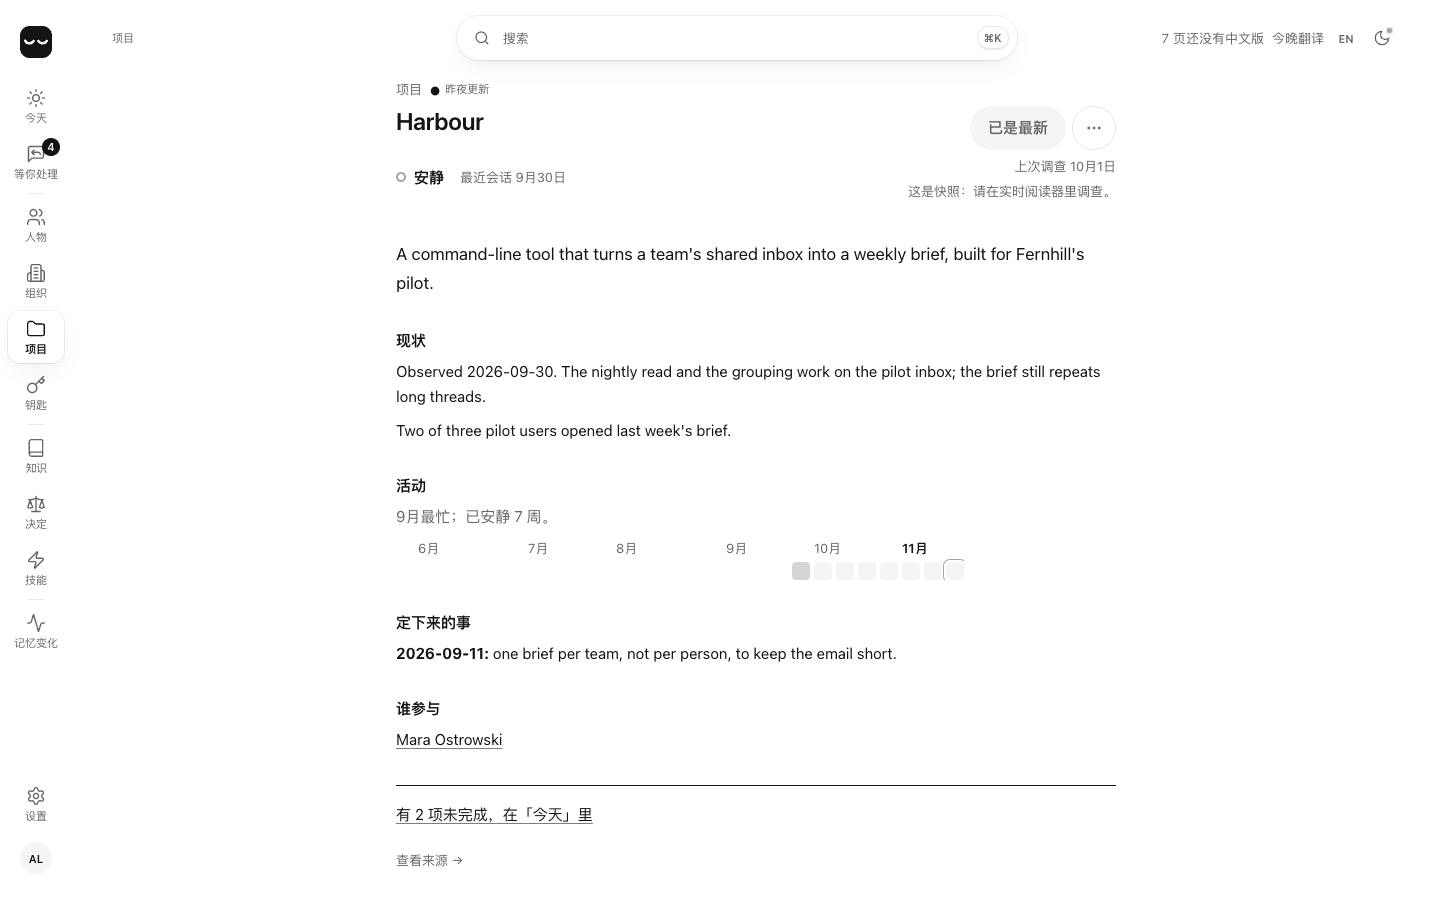 项目
搜索
⌘K
7 页还没有中文版 今晚翻译 EN
今天
4
等你处理
人物
组织
项目
钥匙
知识
决定
技能
记忆变化
设置
AL
项目 昨夜更新
Harbour
已是最新
上次调查 10月1日
安静 最近会话 9月30日
这是快照：请在实时阅读器里调查。
A command-line tool that turns a team's shared inbox into a weekly brief, built for Fernhill's
pilot.
现状
Observed 2026-09-30. The nightly read and the grouping work on the pilot inbox; the brief still repeats
long threads.
Two of three pilot users opened last week's brief.
活动
9月最忙；已安静 7 周。
6月 7月 8月 9月 10月 11月
定下来的事
2026-09-11: one brief per team, not per person, to keep the email short.
谁参与
Mara Ostrowski
有 2 项未完成，在「今天」里
查看来源 →